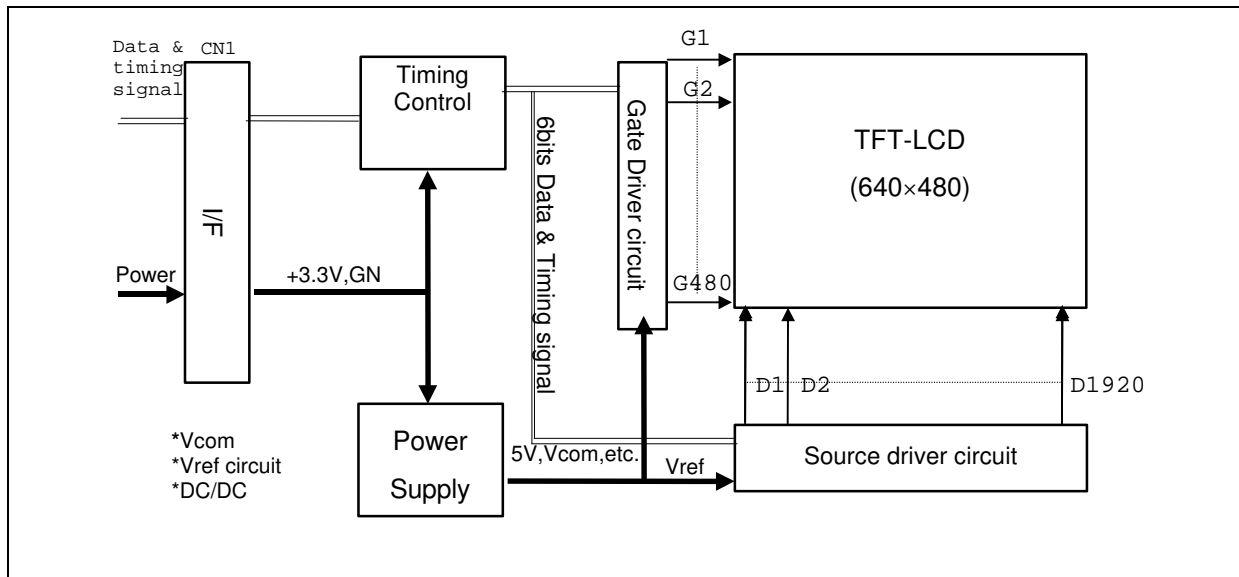 Data &
timing
signal
CN1
I/F
Power
+3.3V,GN
Timing
Control
6bits Data & Timing signal
Gate Driver circuit
G1
G2
G480
TFT-LCD
(640×480)
D1
D2
D1920
*Vcom
*Vref circuit
*DC/DC
Power
Supply
5V,Vcom,etc.
Vref
Source driver circuit